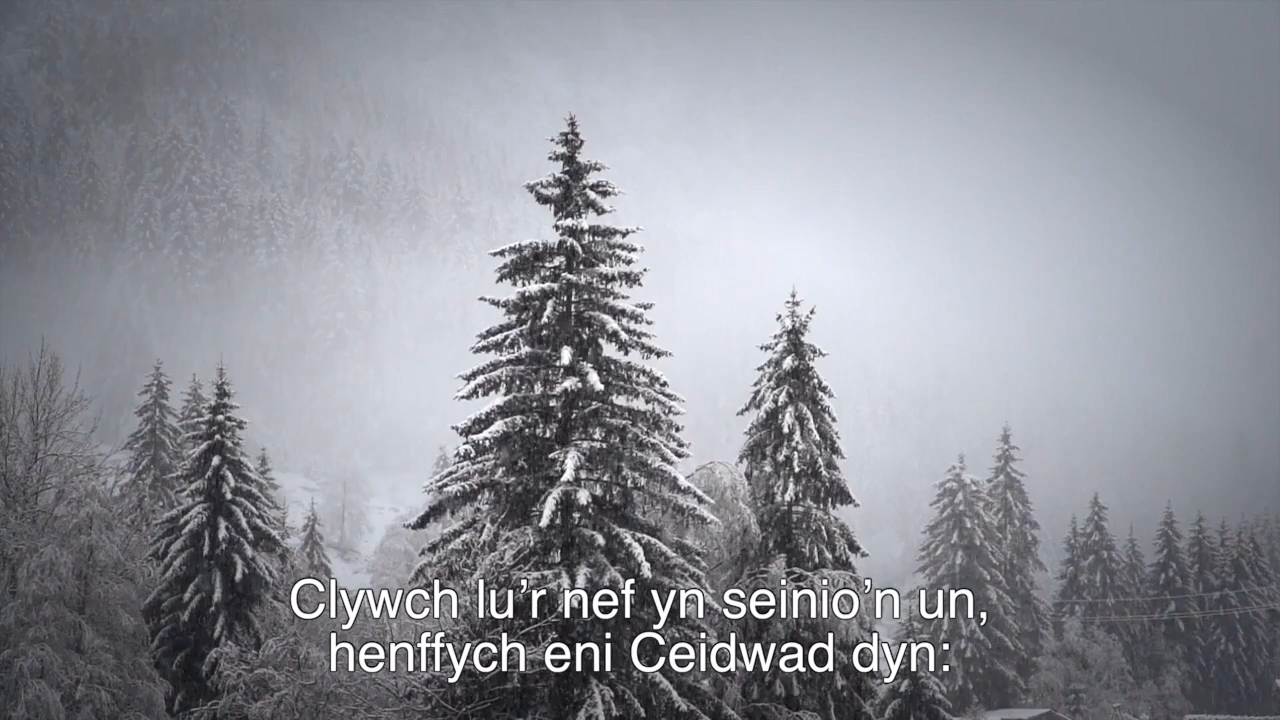 Clywch lu’r nef yn seinio’n un,
henffych eni Ceidwad dyn: